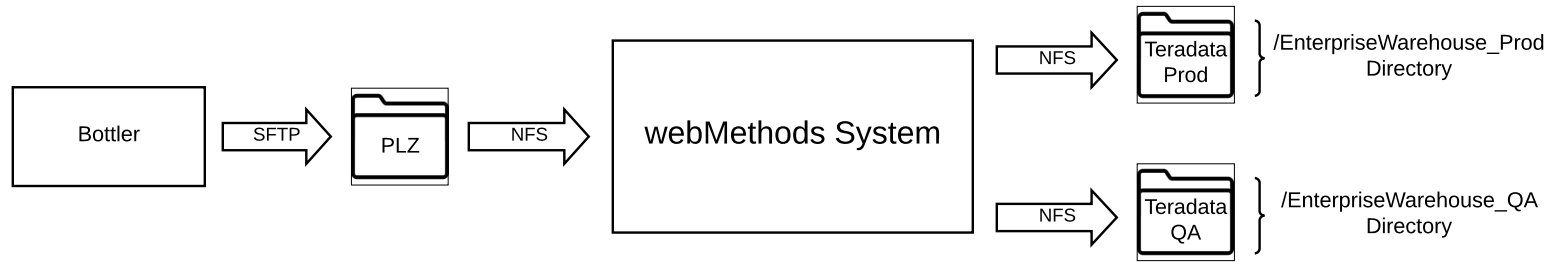 Bottler
SFTP
PLZ
NFS
webMethods System
NFS
Teradata
Prod
/EnterpriseWarehouse_Prod
Directory
NFS
Teradata
QA
/EnterpriseWarehouse_QA
Directory